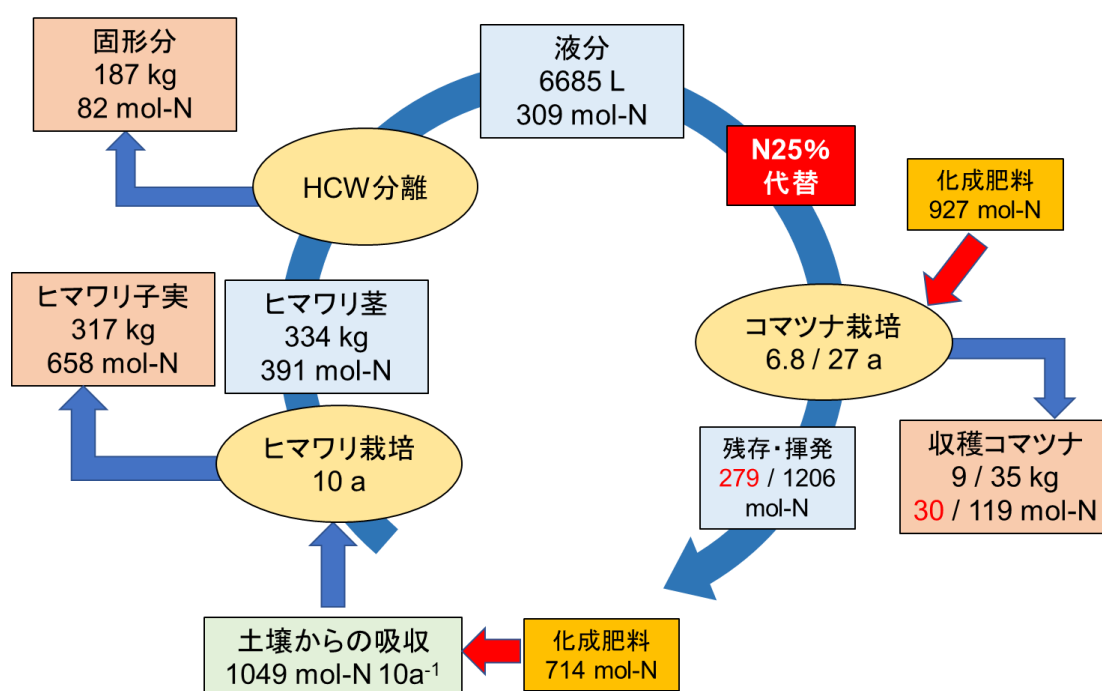 固形分
187 kg
82 mol-N
液分
6685 L
309 mol-N
N25%
代替
化成肥料
927 mol-N
HCW分離
ヒマワリ子実
317 kg
658 mol-N
ヒマワリ茎
334 kg
391 mol-N
コマツナ栽培
6.8 / 27 a
ヒマワリ栽培
10 a
残存・揮発
279 / 1206
mol-N
収穫コマツナ
9 / 35 kg
30 / 119 mol-N
土壌からの吸収
1049 mol-N 10a⁻¹
化成肥料
714 mol-N